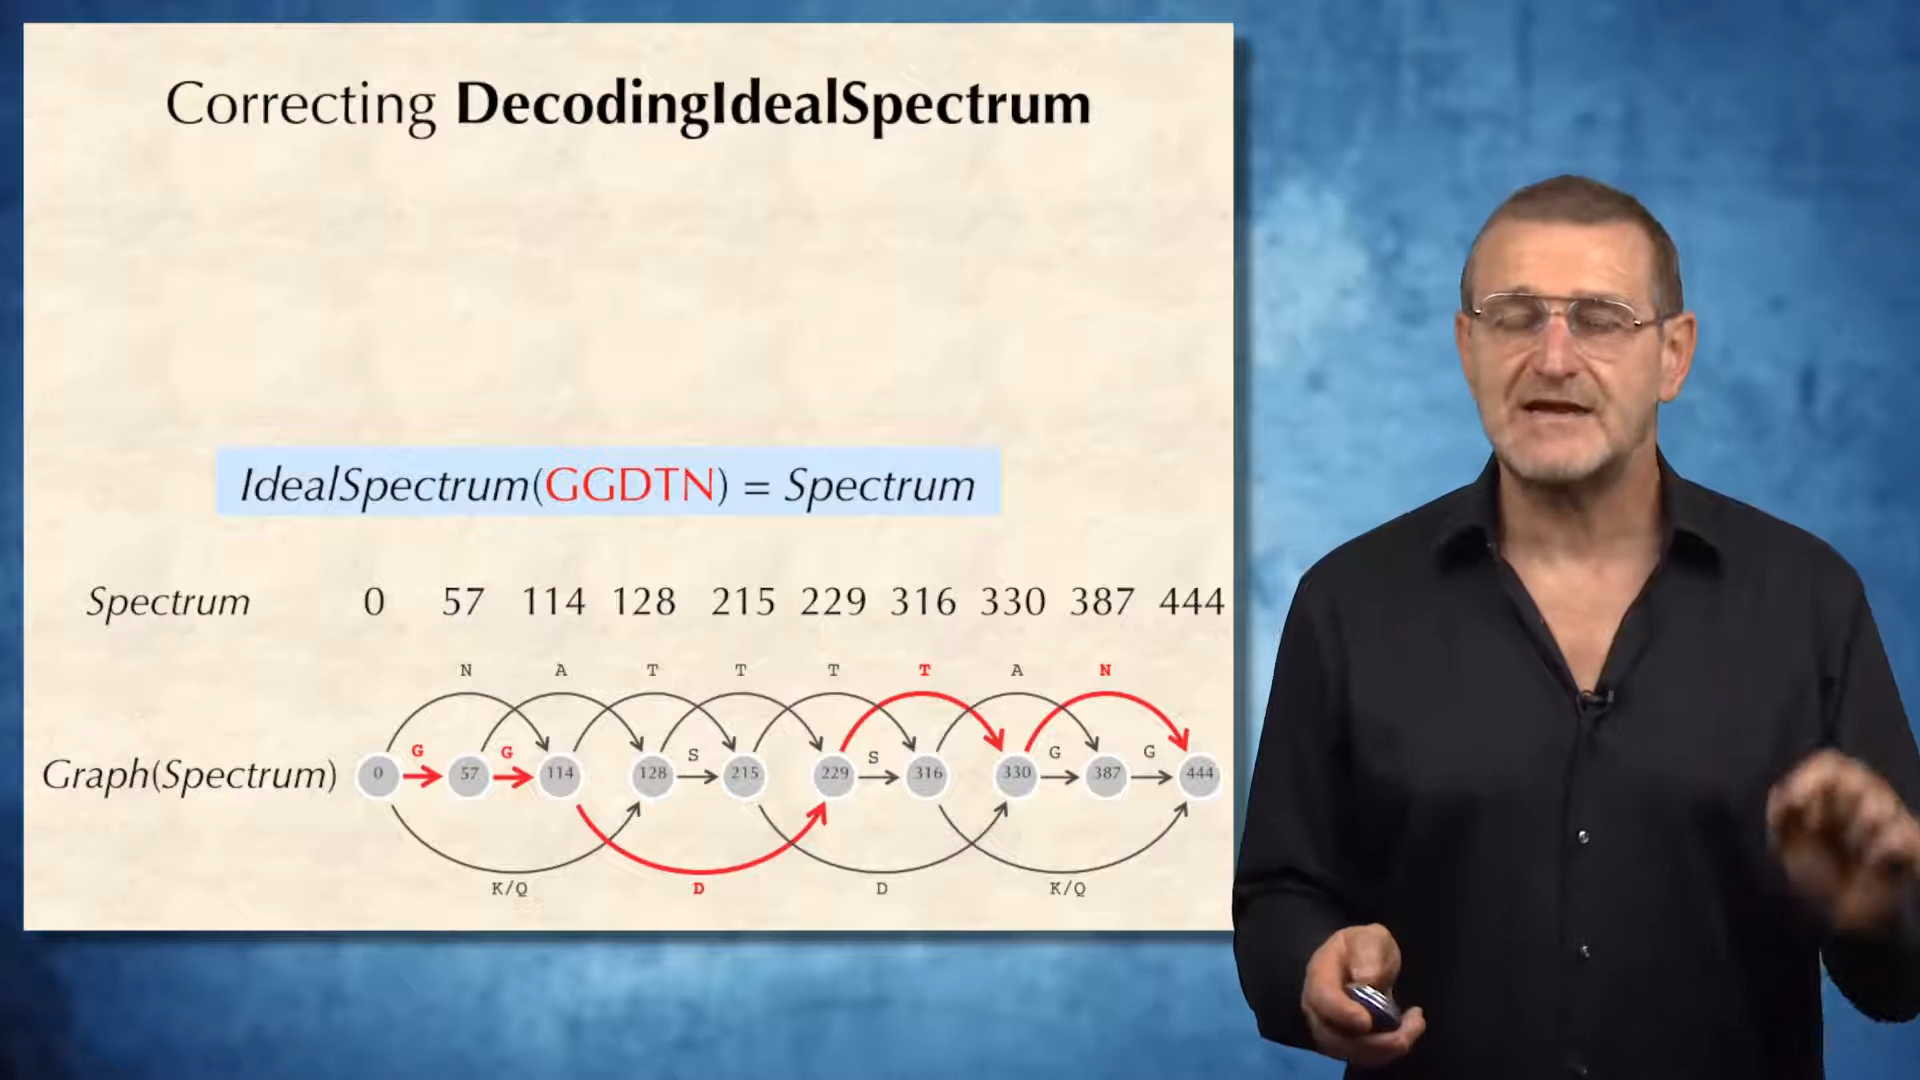 Correcting DecodingIdealSpectrum
IdealSpectrum(GGDTN) = Spectrum
Spectrum 0 57 114 128 215 229 316 330 387 444
N A T T T T A N
G G S S G G
Graph(Spectrum) 0 57 114 128 215 229 316 330 387 444
K/Q D D K/Q